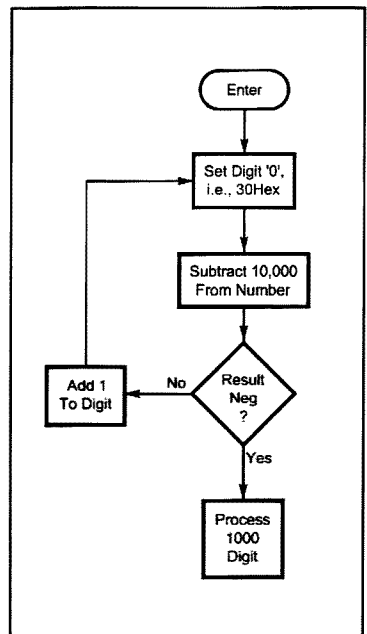 Enter
Set Digit '0',
i.e., 30Hex
Subtract 10,000
From Number
Result
Neg
?
No
Add 1
To Digit
Yes
Process
1000
Digit